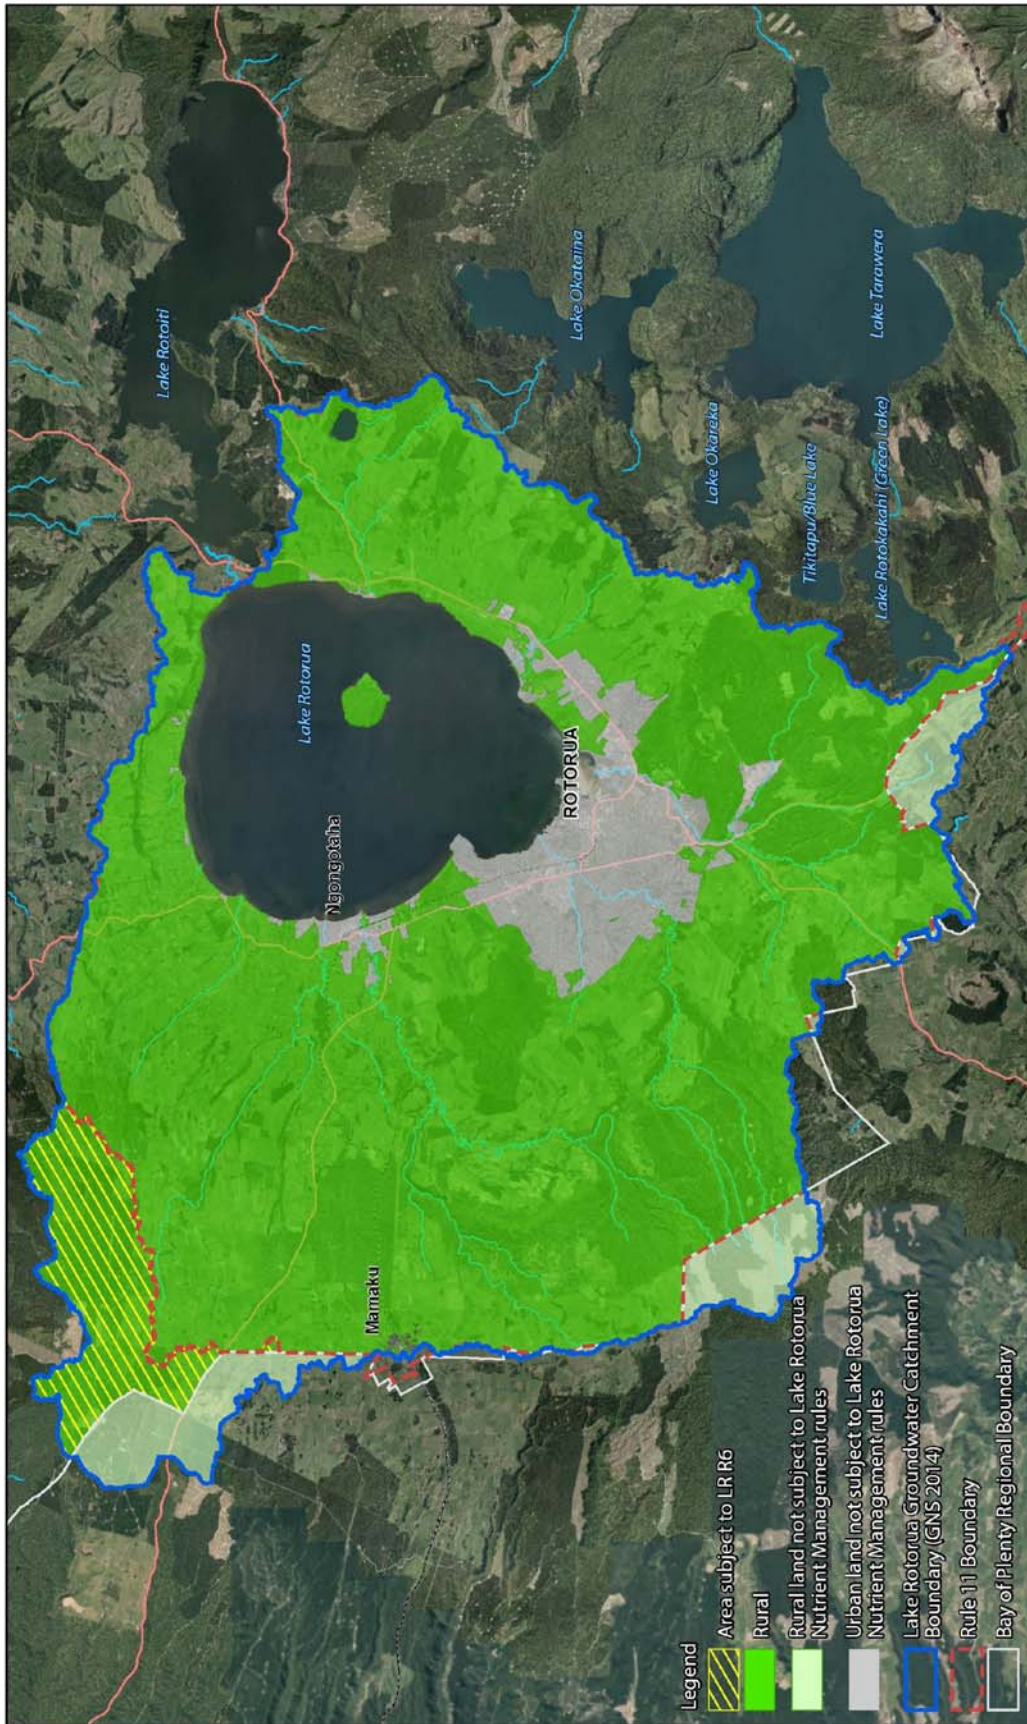 Lake Rotoiti
Lake Rotorua
Ngongotaha
ROTORUA
Mamaku
Lake Okataina
Lake Okareka
Tikitapu/Blue Lake
Lake Tarawera
Lake Rotokakahi (Green Lake)
Legend
Area subject to LR R6
Rural
Rural land not subject to Lake Rotorua
Nutrient Management rules
Urban land not subject to Lake Rotorua
Nutrient Management rules
Lake Rotorua Groundwater Catchment
Boundary (GNS 2014)
Rule 11 Boundary
Bay of Plenty Regional Boundary